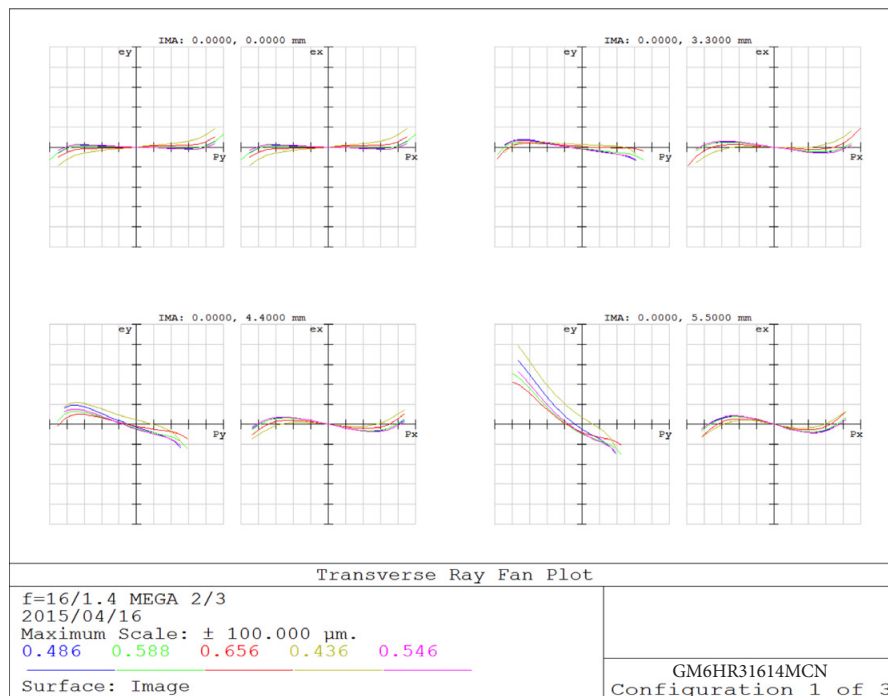 IMA: 0.0000, 0.0000 mm
ey
ex
Py
Px
IMA: 0.0000, 3.3000 mm
ey
ex
Py
Px
IMA: 0.0000, 4.4000 mm
ey
ex
Py
Px
IMA: 0.0000, 5.5000 mm
ey
ex
Py
Px
Transverse Ray Fan Plot
f=16/1.4 MEGA 2/3
2015/04/16
Maximum Scale: ± 100.000 µm.
0.486 0.588 0.656 0.436 0.546
Surface: Image
GM6HR31614MCN
Configuration 1 of 3